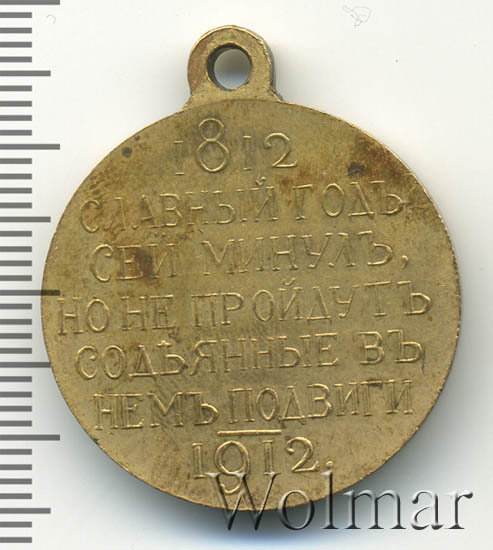 1812
СЛАВНЫЙ ГОДЪ
СЕЙ МИНУЛЪ,
НО НЕ ПРОЙДУТЪ
СОДѢЯННЫЕ ВЪ
НЕМЪ ПОДВИГИ
1912.
Wolmar